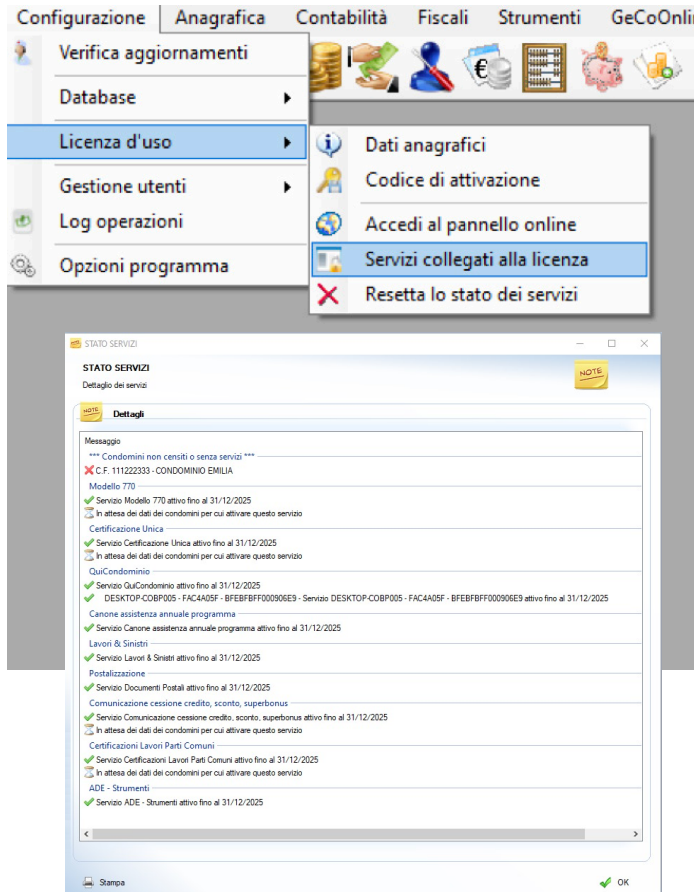 Configurazione Anagrafica Contabilità Fiscali Strumenti GeCoOnli
Verifica aggiornamenti
Database
Licenza d'uso
Gestione utenti
Log operazioni
Opzioni programma
Dati anagrafici
Codice di attivazione
Accedi al pannello online
Servizi collegati alla licenza
Resetta lo stato dei servizi
STATO SERVIZI
STATO SERVIZI
Dettaglio dei servizi
NOTE
NOTE
Dettagli
Messaggio
*** Condomini non censiti o senza servizi ***
C.F. 111222333 - CONDOMINIO EMILIA
Modello 770
Servizio Modello 770 attivo fino al 31/12/2025
In attesa dei dati dei condomini per cui attivare questo servizio
Certificazione Unica
Servizio Certificazione Unica attivo fino al 31/12/2025
In attesa dei dati dei condomini per cui attivare questo servizio
QuiCondominio
Servizio QuiCondominio attivo fino al 31/12/2025
DESKTOP-COBP005 - FAC4A05F - BFEBFBFF000906E9 - Servizio DESKTOP-COBP005 - FAC4A05F - BFEBFBFF000906E9 attivo fino al 31/12/2025
Canone assistenza annuale programma
Servizio Canone assistenza annuale programma attivo fino al 31/12/2025
Lavori & Sinistri
Servizio Lavori & Sinistri attivo fino al 31/12/2025
Postalizzazione
Servizio Documenti Postali attivo fino al 31/12/2025
Comunicazione cessione credito, sconto, superbonus
Servizio Comunicazione cessione credito, sconto, superbonus attivo fino al 31/12/2025
In attesa dei dati dei condomini per cui attivare questo servizio
Certificazioni Lavori Parti Comuni
Servizio Certificazioni Lavori Parti Comuni attivo fino al 31/12/2025
In attesa dei dati dei condomini per cui attivare questo servizio
ADE - Strumenti
Servizio ADE - Strumenti attivo fino al 31/12/2025
Stampa
OK